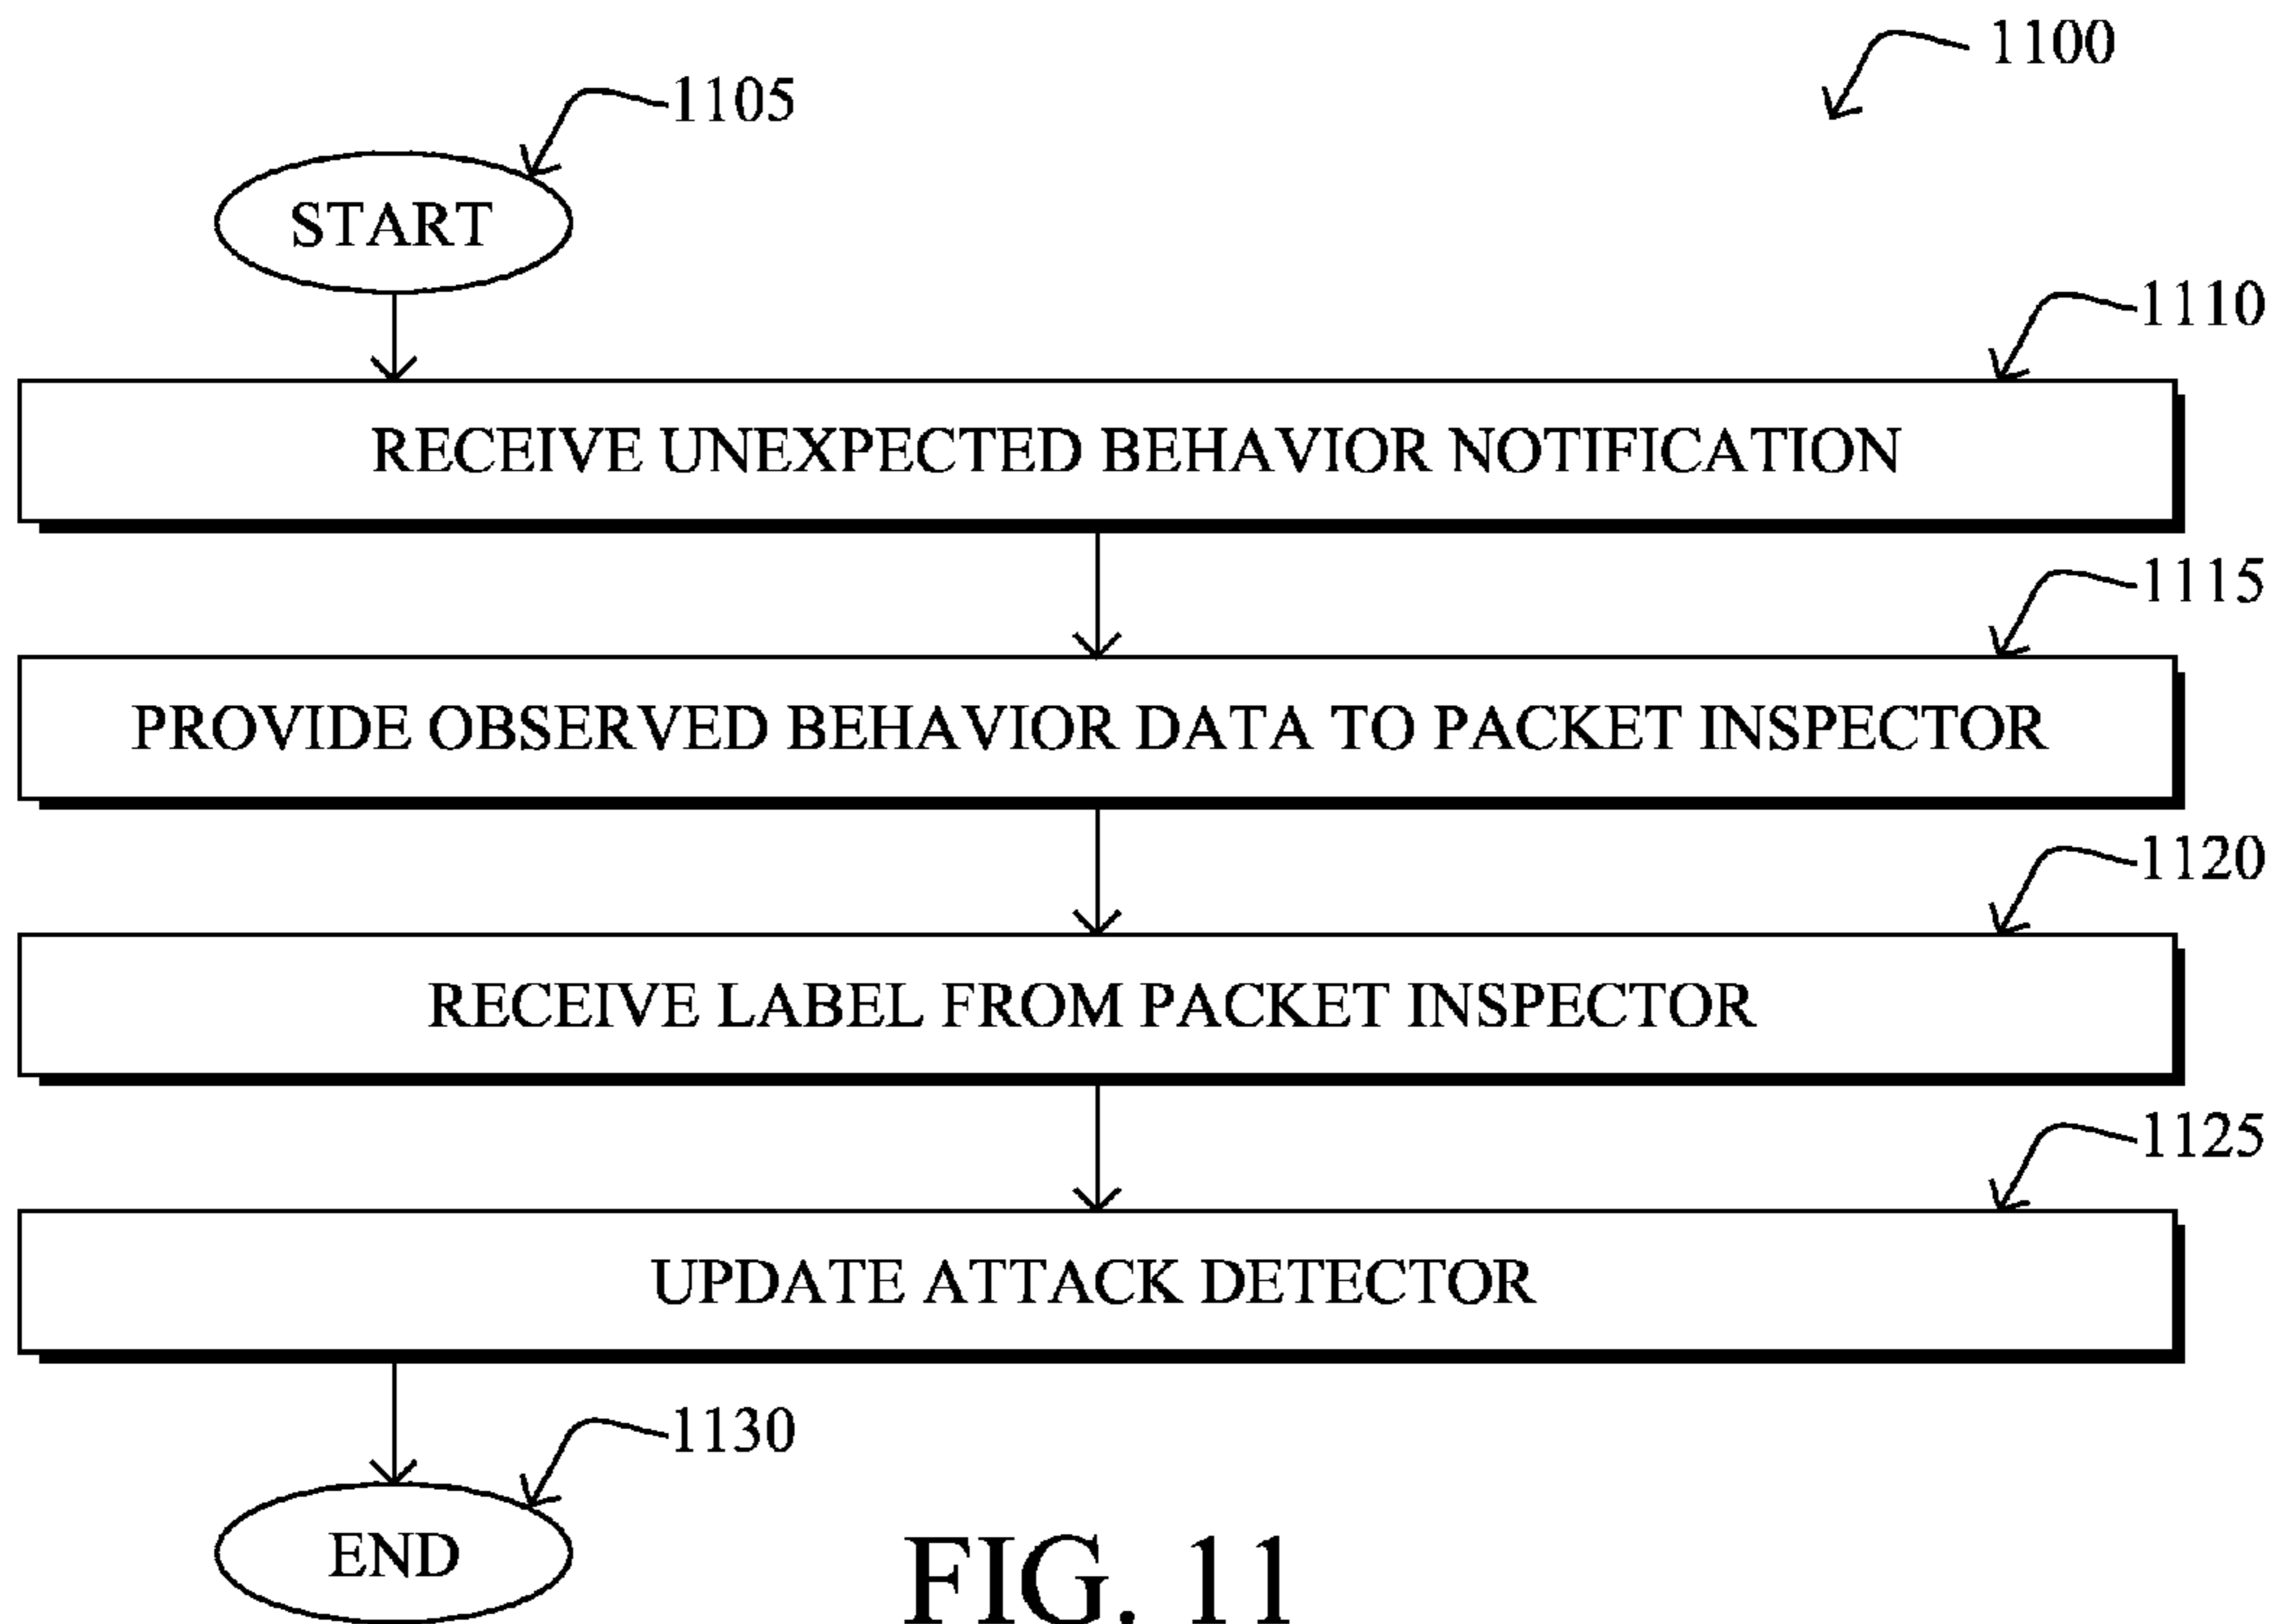 1100
1105
START
1110
RECEIVE UNEXPECTED BEHAVIOR NOTIFICATION
1115
PROVIDE OBSERVED BEHAVIOR DATA TO PACKET INSPECTOR
1120
RECEIVE LABEL FROM PACKET INSPECTOR
1125
UPDATE ATTACK DETECTOR
1130
END
FIG. 11